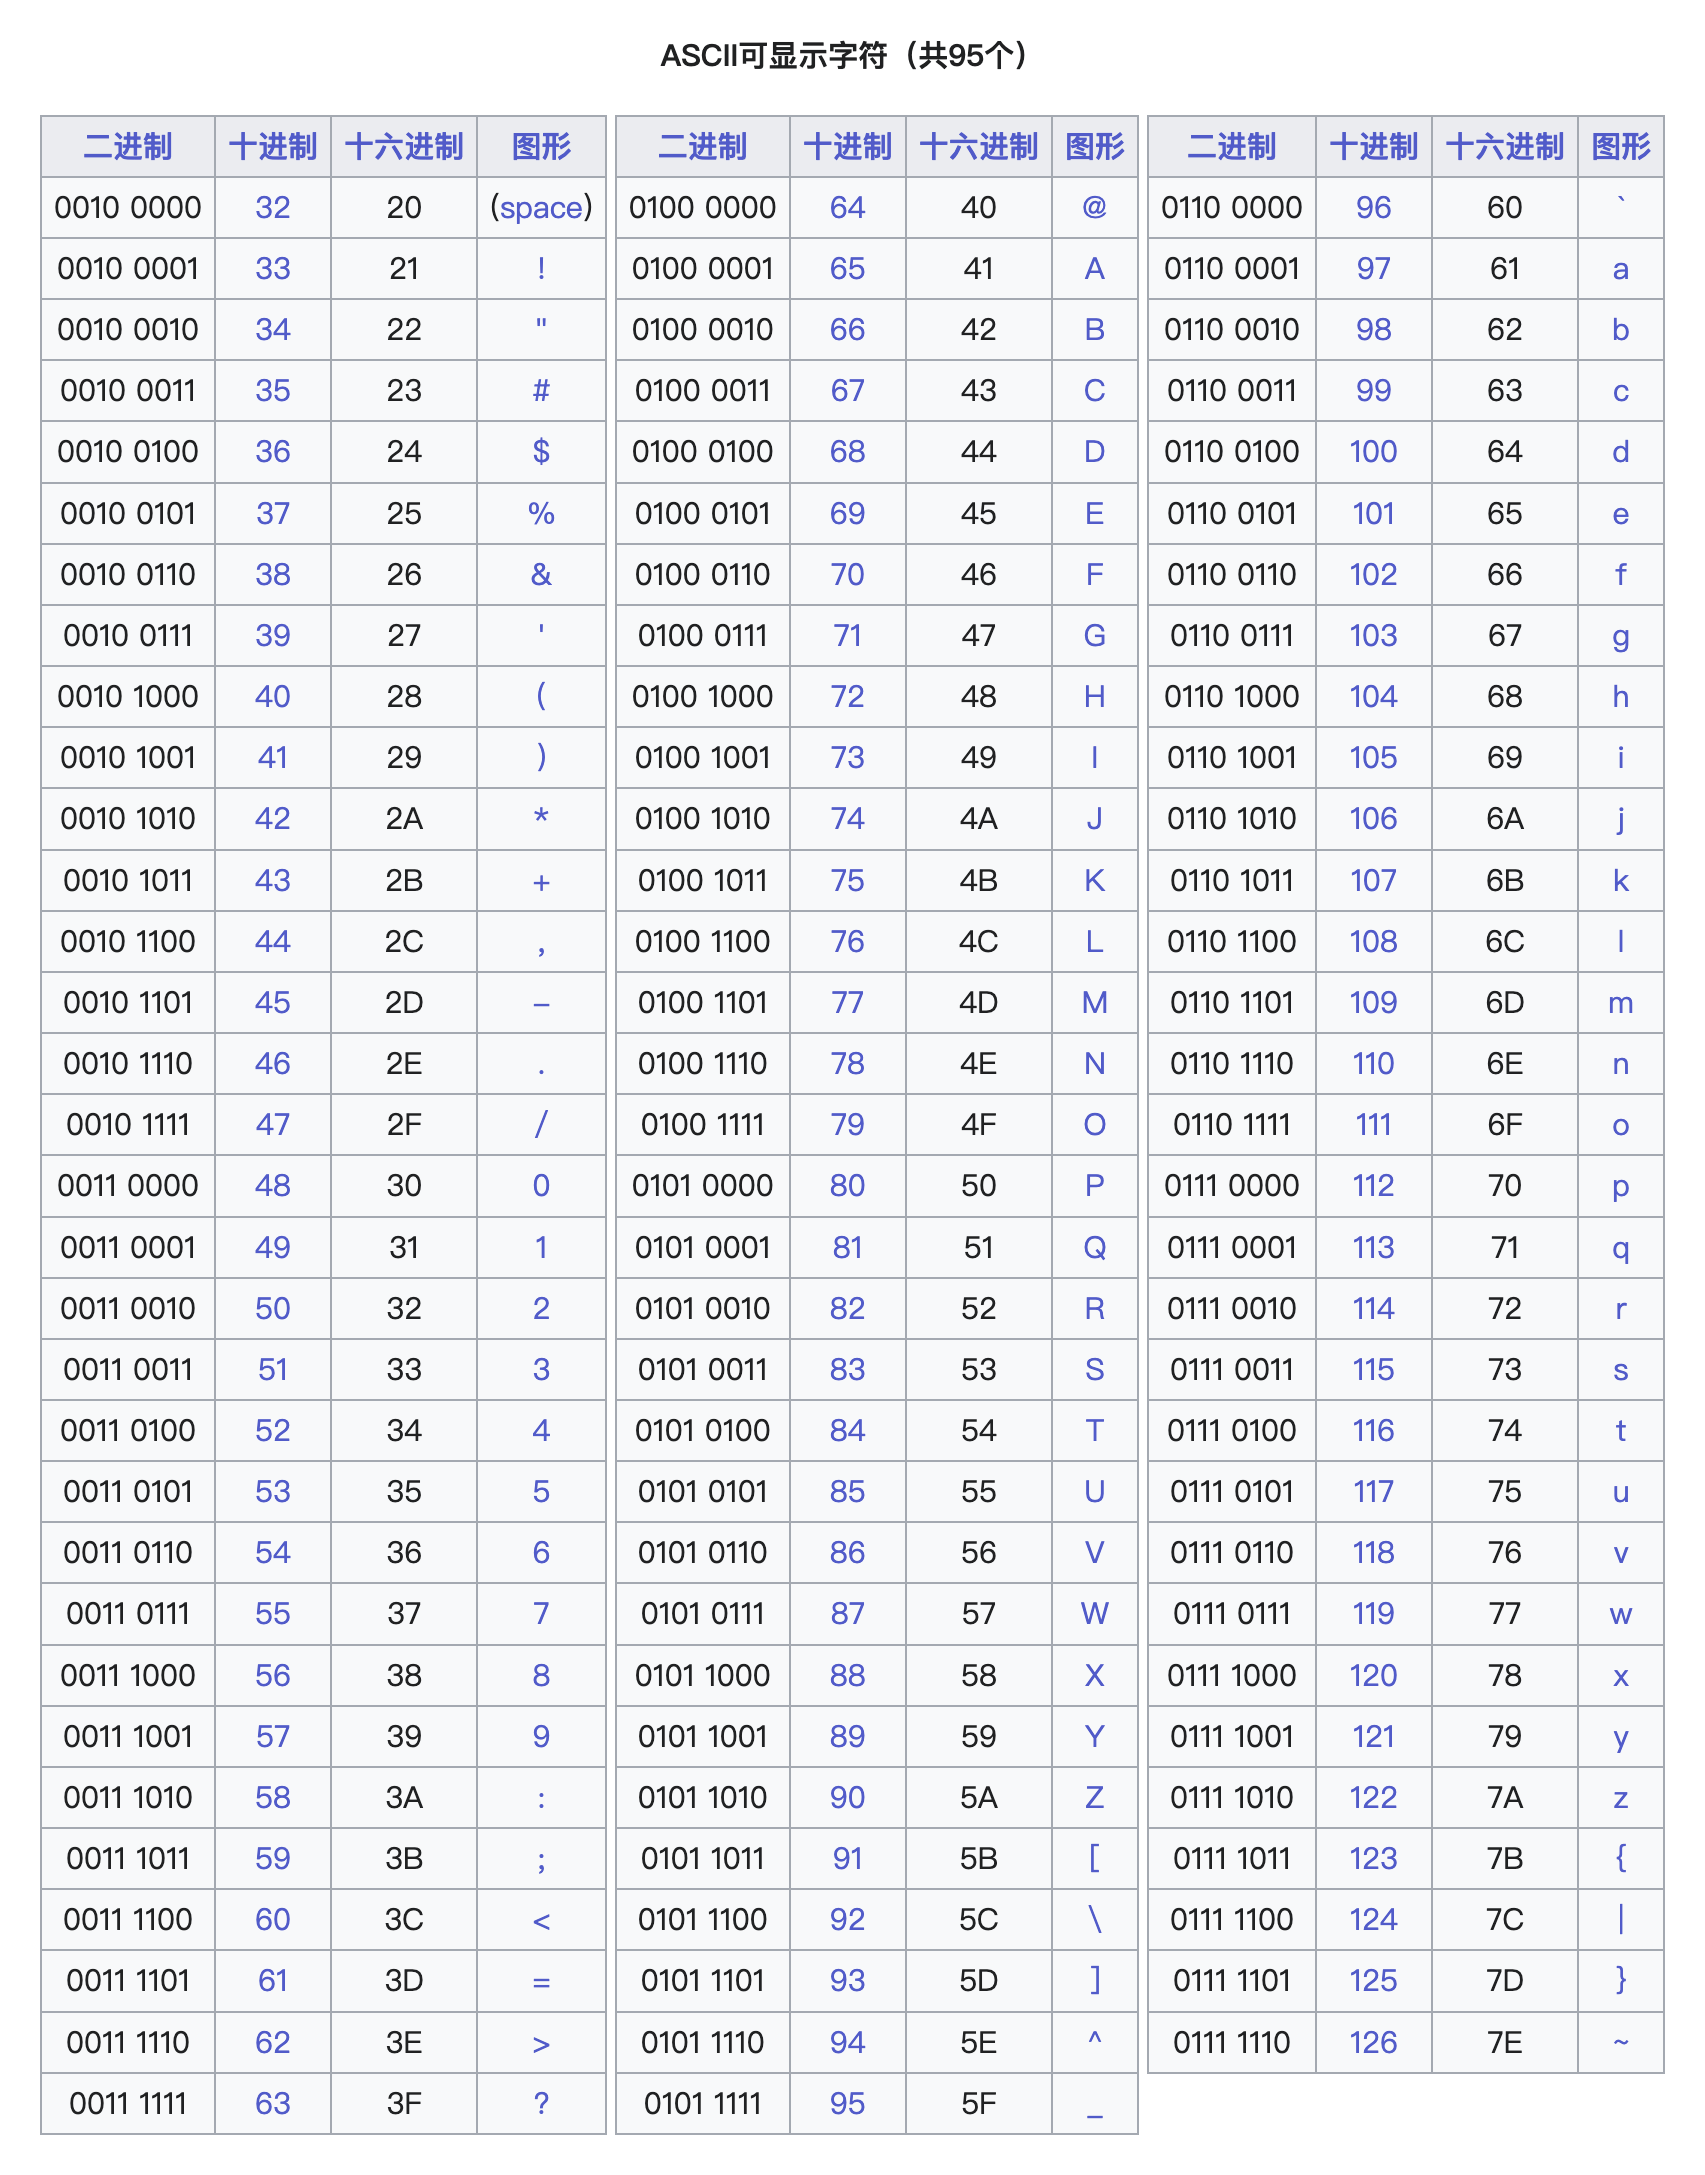 ASCII可显示字符（共95个）
二进制 十进制 十六进制 图形 二进制 十进制 十六进制 图形 二进制 十进制 十六进制 图形
0010 0000 32 20 (space) 0100 0000 64 40 @ 0110 0000 96 60 `
0010 0001 33 21 ! 0100 0001 65 41 A 0110 0001 97 61 a
0010 0010 34 22 " 0100 0010 66 42 B 0110 0010 98 62 b
0010 0011 35 23 # 0100 0011 67 43 C 0110 0011 99 63 c
0010 0100 36 24 $ 0100 0100 68 44 D 0110 0100 100 64 d
0010 0101 37 25 % 0100 0101 69 45 E 0110 0101 101 65 e
0010 0110 38 26 & 0100 0110 70 46 F 0110 0110 102 66 f
0010 0111 39 27 ' 0100 0111 71 47 G 0110 0111 103 67 g
0010 1000 40 28 ( 0100 1000 72 48 H 0110 1000 104 68 h
0010 1001 41 29 ) 0100 1001 73 49 I 0110 1001 105 69 i
0010 1010 42 2A * 0100 1010 74 4A J 0110 1010 106 6A j
0010 1011 43 2B + 0100 1011 75 4B K 0110 1011 107 6B k
0010 1100 44 2C , 0100 1100 76 4C L 0110 1100 108 6C l
0010 1101 45 2D – 0100 1101 77 4D M 0110 1101 109 6D m
0010 1110 46 2E . 0100 1110 78 4E N 0110 1110 110 6E n
0010 1111 47 2F / 0100 1111 79 4F O 0110 1111 111 6F o
0011 0000 48 30 0 0101 0000 80 50 P 0111 0000 112 70 p
0011 0001 49 31 1 0101 0001 81 51 Q 0111 0001 113 71 q
0011 0010 50 32 2 0101 0010 82 52 R 0111 0010 114 72 r
0011 0011 51 33 3 0101 0011 83 53 S 0111 0011 115 73 s
0011 0100 52 34 4 0101 0100 84 54 T 0111 0100 116 74 t
0011 0101 53 35 5 0101 0101 85 55 U 0111 0101 117 75 u
0011 0110 54 36 6 0101 0110 86 56 V 0111 0110 118 76 v
0011 0111 55 37 7 0101 0111 87 57 W 0111 0111 119 77 w
0011 1000 56 38 8 0101 1000 88 58 X 0111 1000 120 78 x
0011 1001 57 39 9 0101 1001 89 59 Y 0111 1001 121 79 y
0011 1010 58 3A : 0101 1010 90 5A Z 0111 1010 122 7A z
0011 1011 59 3B ; 0101 1011 91 5B [ 0111 1011 123 7B {
0011 1100 60 3C < 0101 1100 92 5C \ 0111 1100 124 7C |
0011 1101 61 3D = 0101 1101 93 5D ] 0111 1101 125 7D }
0011 1110 62 3E > 0101 1110 94 5E ^ 0111 1110 126 7E ~
0011 1111 63 3F ? 0101 1111 95 5F _